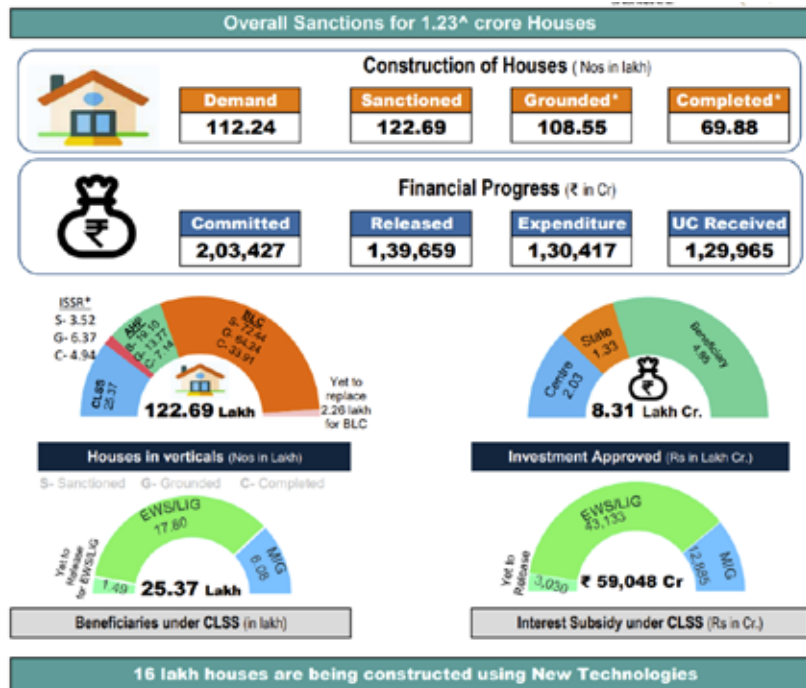 Overall Sanctions for 1.23^ crore Houses
Construction of Houses ( Nos in lakh)
Demand Sanctioned Grounded* Completed*
112.24 122.69 108.55 69.88
Financial Progress (₹ in Cr)
Committed Released Expenditure UC Received
2,03,427 1,39,659 1,30,417 1,29,965
ISSR*
S- 3.52
G- 6.37
C- 4.94
AHP
S- 19.10
G- 13.77
C- 7.14
BLC
S- 72.44
G- 64.24
C- 33.91
CLSS
25.37
122.69 Lakh
Yet to
replace
2.26 lakh
for BLC
Houses in verticals (Nos in Lakh)
Centre
2.03
State
1.33
Beneficiary
4.95
₹
8.31 Lakh Cr.
Investment Approved (Rs in Lakh Cr.)
S- Sanctioned G- Grounded C- Completed
Yet to
Release
for EWS/LIG
1.49
EWS/LIG
17.80
MIG
6.08
25.37 Lakh
Beneficiaries under CLSS (in lakh)
Yet to
Release
3,030
EWS/LIG
43,133
MIG
12,885
₹ 59,048 Cr
Interest Subsidy under CLSS (Rs in Cr.)
16 lakh houses are being constructed using New Technologies